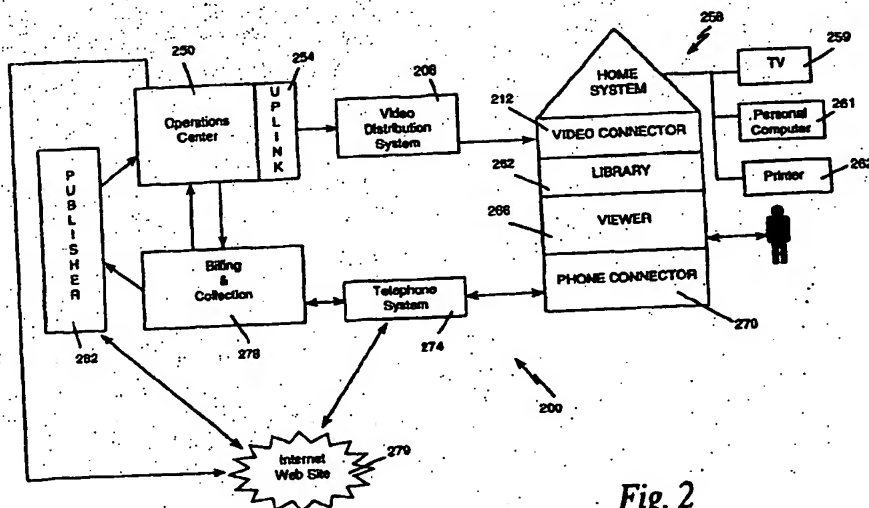 258
250
254
206
259
TV
HOME SYSTEM
212
UPLINK
Operations Center
Video Distribution System
261
Personal Computer
VIDEO CONNECTOR
262
LIBRARY
Printer
263
PUBLISHER
266
VIEWER
Billing & Collection
Telephone System
PHONE CONNECTOR
282
278
274
270
200
279
Internet Web Site
Fig. 2